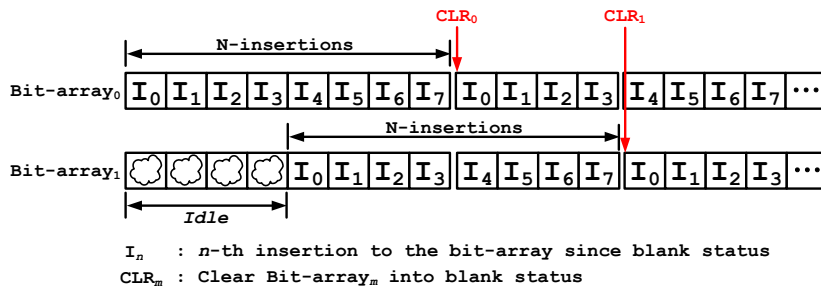 CLR₀ CLR₁
N-insertions
Bit-array₀ I₀ I₁ I₂ I₃ I₄ I₅ I₆ I₇ I₀ I₁ I₂ I₃ I₄ I₅ I₆ I₇ ···
N-insertions
Bit-array₁ I₀ I₁ I₂ I₃ I₄ I₅ I₆ I₇ I₀ I₁ I₂ I₃ ···
Idle
Iₙ : n-th insertion to the bit-array since blank status
CLRₘ : Clear Bit-arrayₘ into blank status